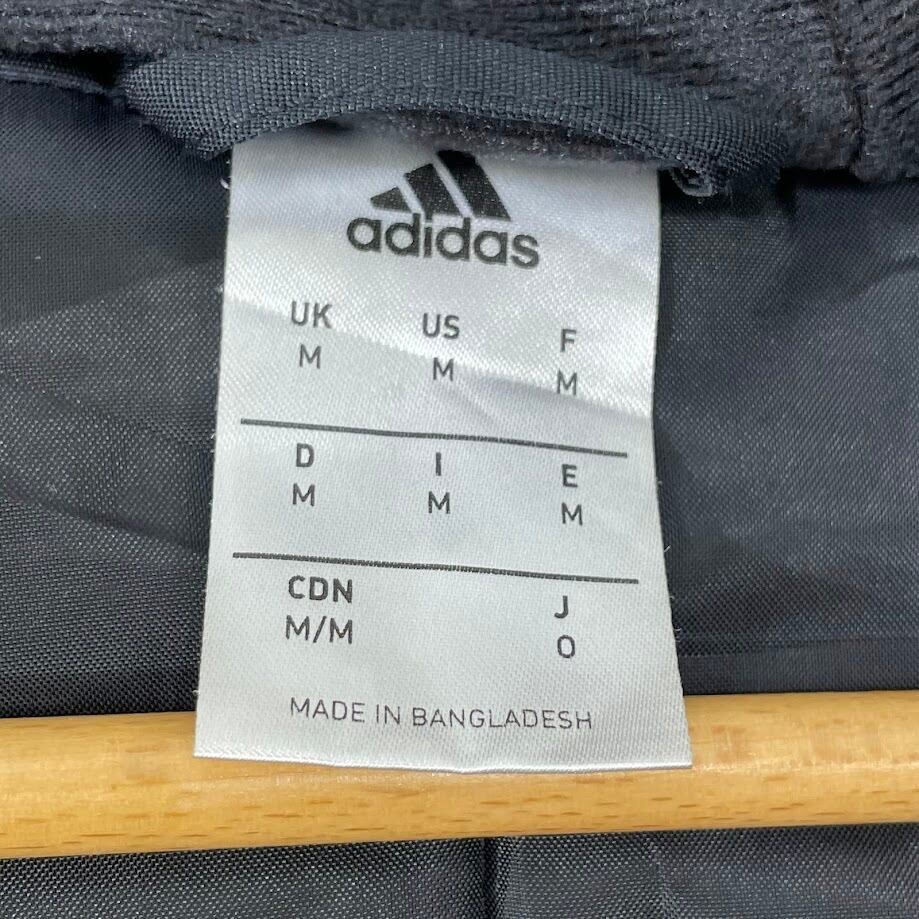 adidas
UK US F
M M M
D I E
M M M
CDN J
M/M O
MADE IN BANGLADESH